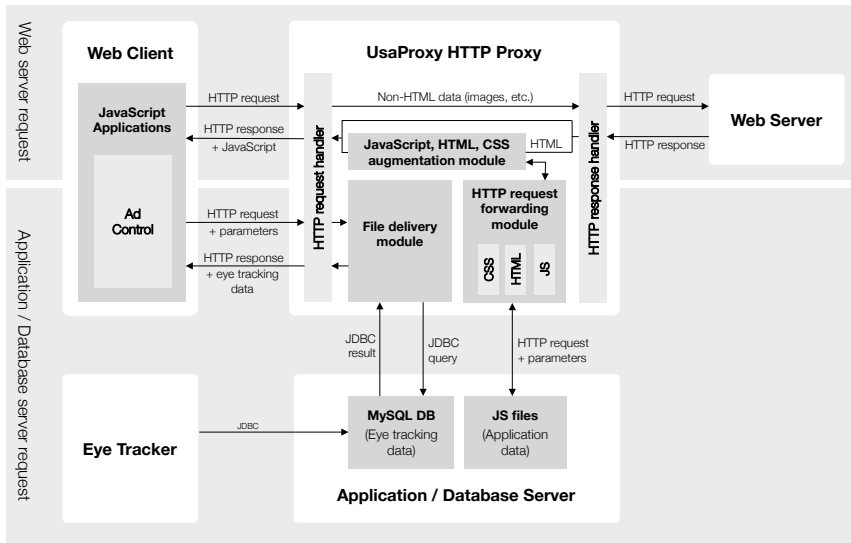 Web server request
Web Client
UsaProxy HTTP Proxy
JavaScript
Applications
HTTP request
Non-HTML data (images, etc.)
HTTP request
HTTP response
+ JavaScript
HTTP request handler
JavaScript, HTML, CSS
augmentation module
HTML
HTTP response handler
HTTP response
Web Server
Application / Database server request
Ad
Control
HTTP request
+ parameters
HTTP response
+ eye tracking
data
File delivery
module
HTTP request
forwarding
module
CSS
HTML
JS
JDBC
result
JDBC
query
HTTP request
+ parameters
Eye Tracker
JDBC
MySQL DB
(Eye tracking
data)
JS files
(Application
data)
Application / Database Server